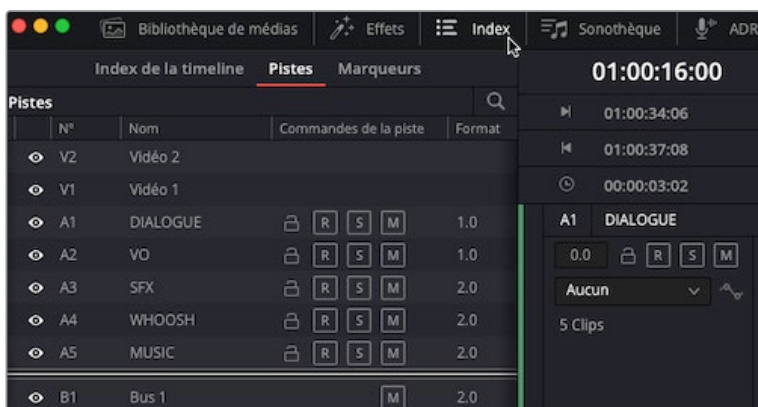 Bibliothèque de médias Effets Index Sonothèque ADR
Index de la timeline Pistes Marqueurs 01:00:16:00
Pistes 01:00:34:06
N° Nom Commandes de la piste Format
V2 Vidéo 2 01:00:37:08
V1 Vidéo 1 00:00:03:02
A1 DIALOGUE R S M 1.0 A1 DIALOGUE
A2 VO R S M 1.0 0.0 R S M
A3 SFX R S M 2.0 Aucun
A4 WHOOSH R S M 2.0 5 Clips
A5 MUSIC R S M 2.0
B1 Bus 1 M 2.0